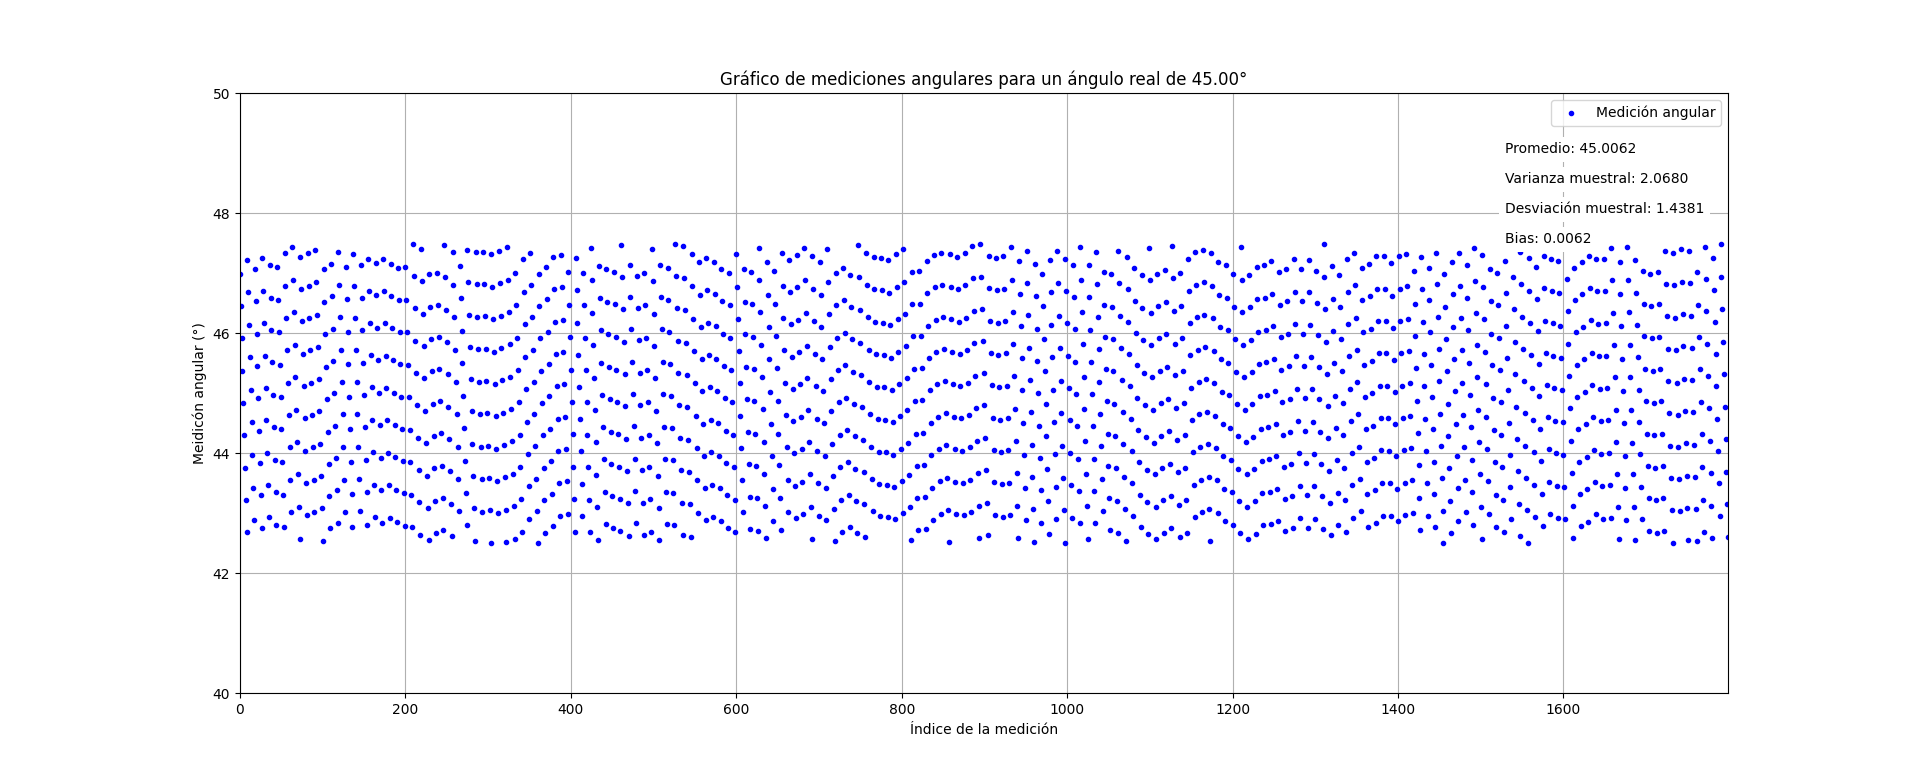 Gráfico de mediciones angulares para un ángulo real de 45.00°
50
48
46
44
42
40
Meidicón angular (°)
Medición angular
Promedio: 45.0062
Varianza muestral: 2.0680
Desviación muestral: 1.4381
Bias: 0.0062
0 200 400 600 800 1000 1200 1400 1600
Índice de la medición